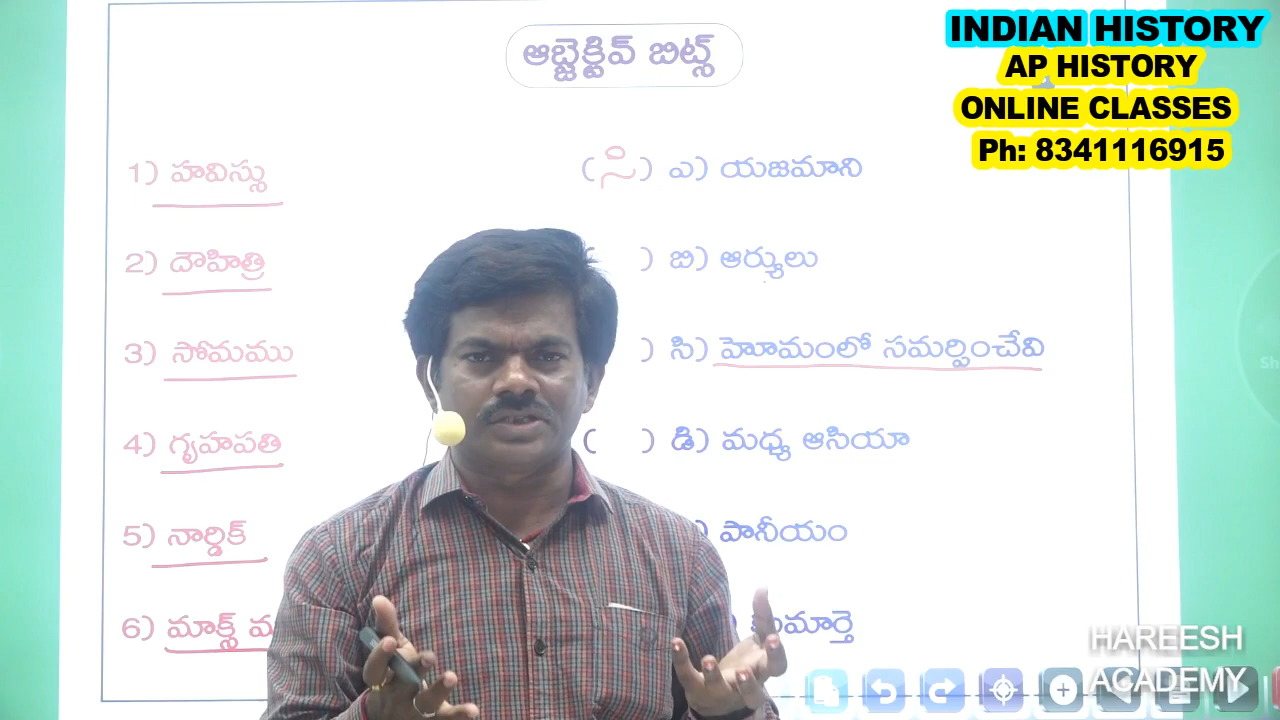 INDIAN HISTORY
AP HISTORY
ONLINE CLASSES
Ph: 8341116915
ఆబ్జెక్టివ్ బిట్స్
1) హవిస్సు (సి) ఎ) యజమాని
2) దౌహిత్రి ( ) బి) ఆర్యులు
3) సోమము ) సి) హెూమంలో సమర్పించేవి
4) గృహపతి ( ) డి) మధ్య ఆసియా
5) నార్డిక్ ) పానీయం
6) మాక్స్ ) కుమార్తె
HAREESH
ACADEMY